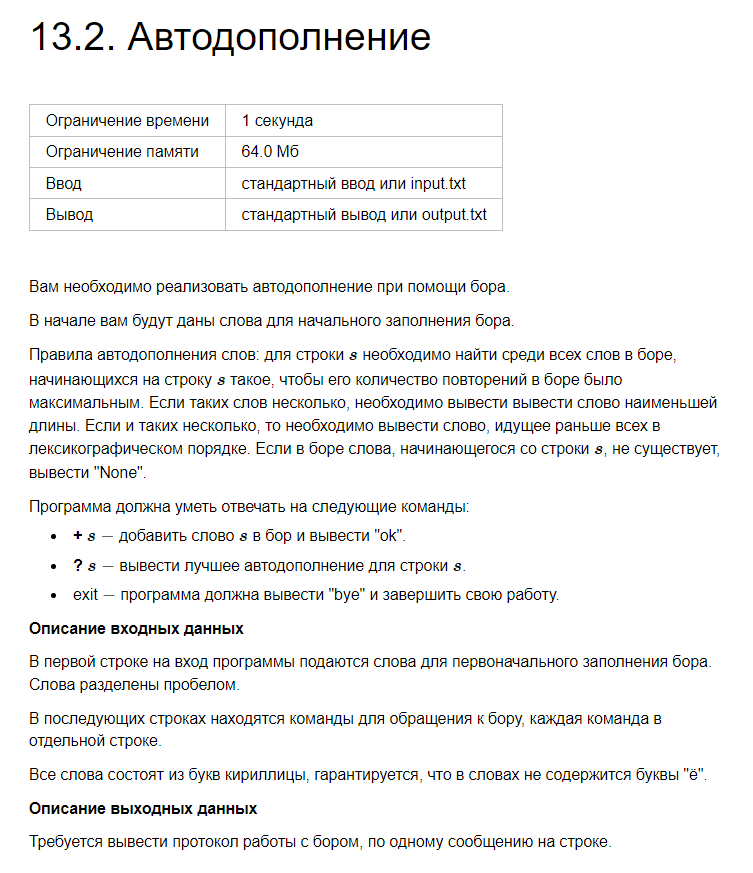 13.2. Автодополнение
Ограничение времени 1 секунда
Ограничение памяти 64.0 Мб
Ввод стандартный ввод или input.txt
Вывод стандартный вывод или output.txt
Вам необходимо реализовать автодополнение при помощи бора.
В начале вам будут даны слова для начального заполнения бора.
Правила автодополнения слов: для строки s необходимо найти среди всех слов в боре,
начинающихся на строку s такое, чтобы его количество повторений в боре было
максимальным. Если таких слов несколько, необходимо вывести вывести слово наименьшей
длины. Если и таких несколько, то необходимо вывести слово, идущее раньше всех в
лексикографическом порядке. Если в боре слова, начинающегося со строки s, не существует,
вывести "None".
Программа должна уметь отвечать на следующие команды:
• + s — добавить слово s в бор и вывести "ok".
• ? s — вывести лучшее автодополнение для строки s.
• exit — программа должна вывести "bye" и завершить свою работу.
Описание входных данных
В первой строке на вход программы подаются слова для первоначального заполнения бора.
Слова разделены пробелом.
В последующих строках находятся команды для обращения к бору, каждая команда в
отдельной строке.
Все слова состоят из букв кириллицы, гарантируется, что в словах не содержится буквы "ё".
Описание выходных данных
Требуется вывести протокол работы с бором, по одному сообщению на строке.